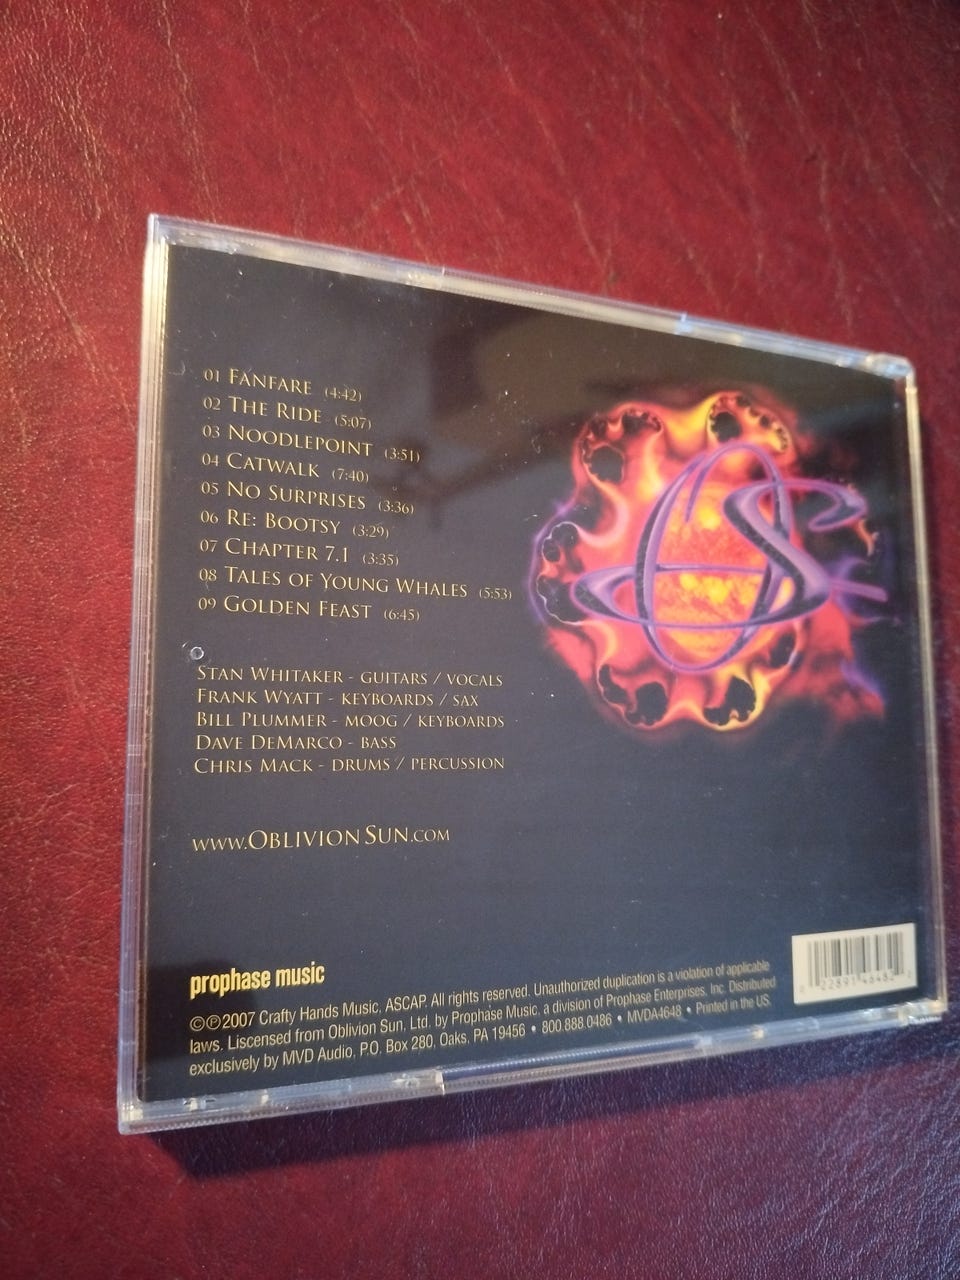 01 FANFARE (4:42)
02 THE RIDE (5:07)
03 NOODLEPOINT (3:51)
04 CATWALK (7:40)
05 NO SURPRISES (3:36)
06 RE: BOOTSY (3:29)
07 CHAPTER 7.1 (3:35)
08 TALES OF YOUNG WHALES (5:53)
09 GOLDEN FEAST (6:45)
STAN WHITAKER - GUITARS / VOCALS
FRANK WYATT - KEYBOARDS / SAX
BILL PLUMMER - MOOG / KEYBOARDS
DAVE DEMARCO - BASS
CHRIS MACK - DRUMS / PERCUSSION
WWW.OBLIVION SUN.COM
prophase music
©℗2007 Crafty Hands Music, ASCAP. All rights reserved. Unauthorized duplication is a violation of applicable
laws. Liscensed from Oblivion Sun, Ltd. by Prophase Music, a division of Prophase Enterprises, Inc. Distributed
exclusively by MVD Audio, P.O. Box 280, Oaks, PA 19456 • 800.888.0486 • MVDA4648 • Printed in the US.
OS